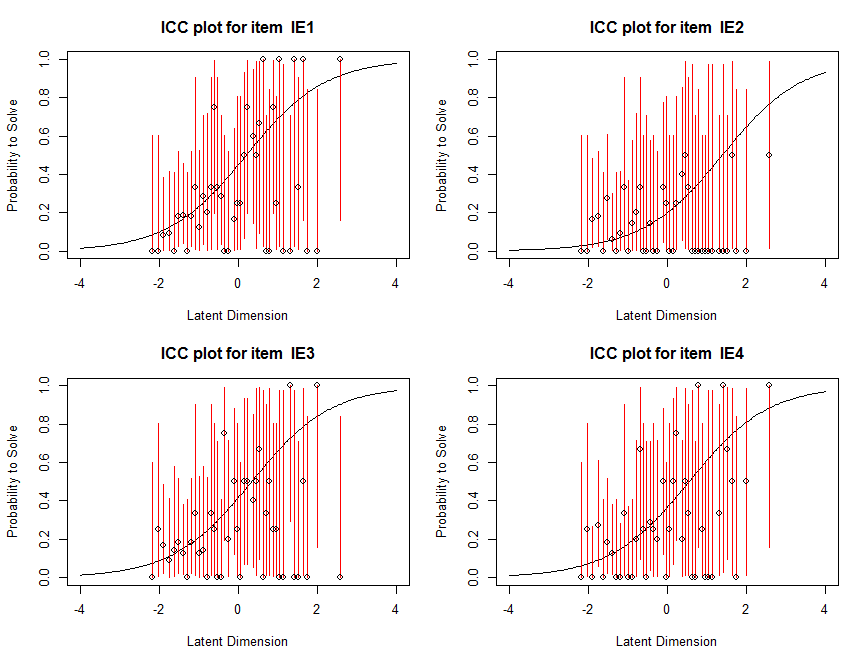 ICC plot for item  IE1
Probability to Solve
1.0
0.8
0.6
0.4
0.2
0.0
-4 -2 0 2 4
Latent Dimension
ICC plot for item  IE2
Probability to Solve
1.0
0.8
0.6
0.4
0.2
0.0
-4 -2 0 2 4
Latent Dimension
ICC plot for item  IE3
Probability to Solve
1.0
0.8
0.6
0.4
0.2
0.0
-4 -2 0 2 4
Latent Dimension
ICC plot for item  IE4
Probability to Solve
1.0
0.8
0.6
0.4
0.2
0.0
-4 -2 0 2 4
Latent Dimension